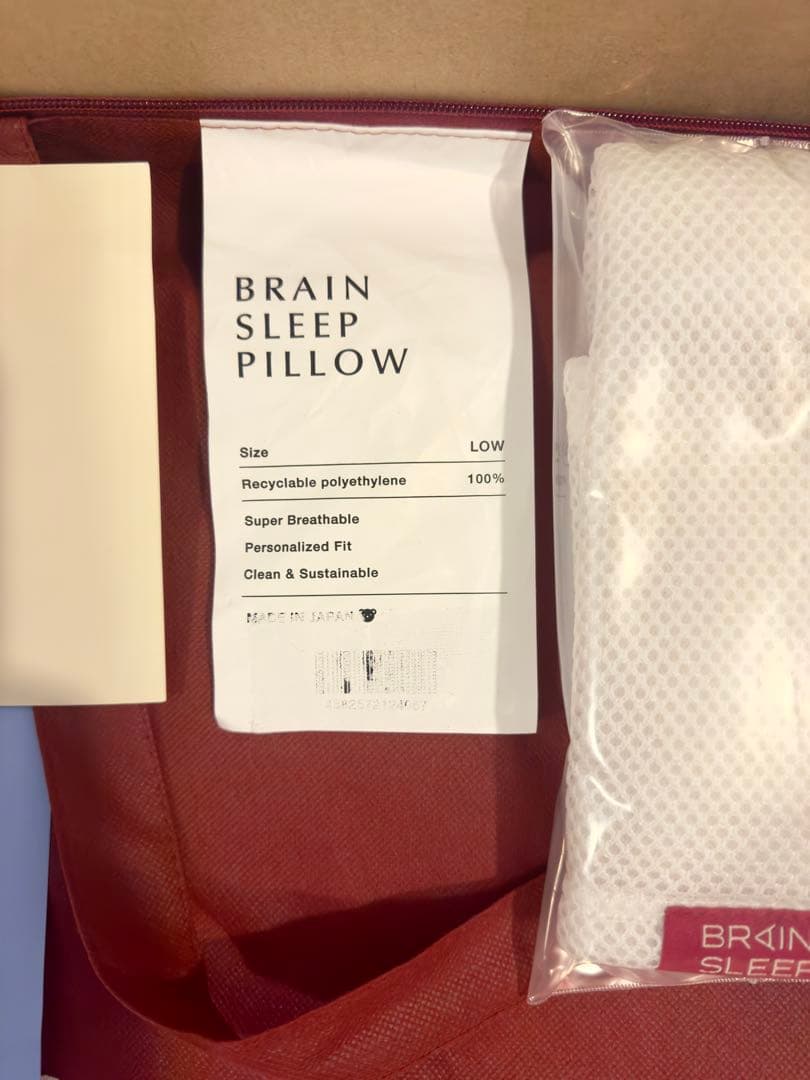 BRAIN
SLEEP
PILLOW
Size LOW
Recyclable polyethylene 100%
Super Breathable
Personalized Fit
Clean & Sustainable
MADE IN JAPAN
BRAIN
SLEEP